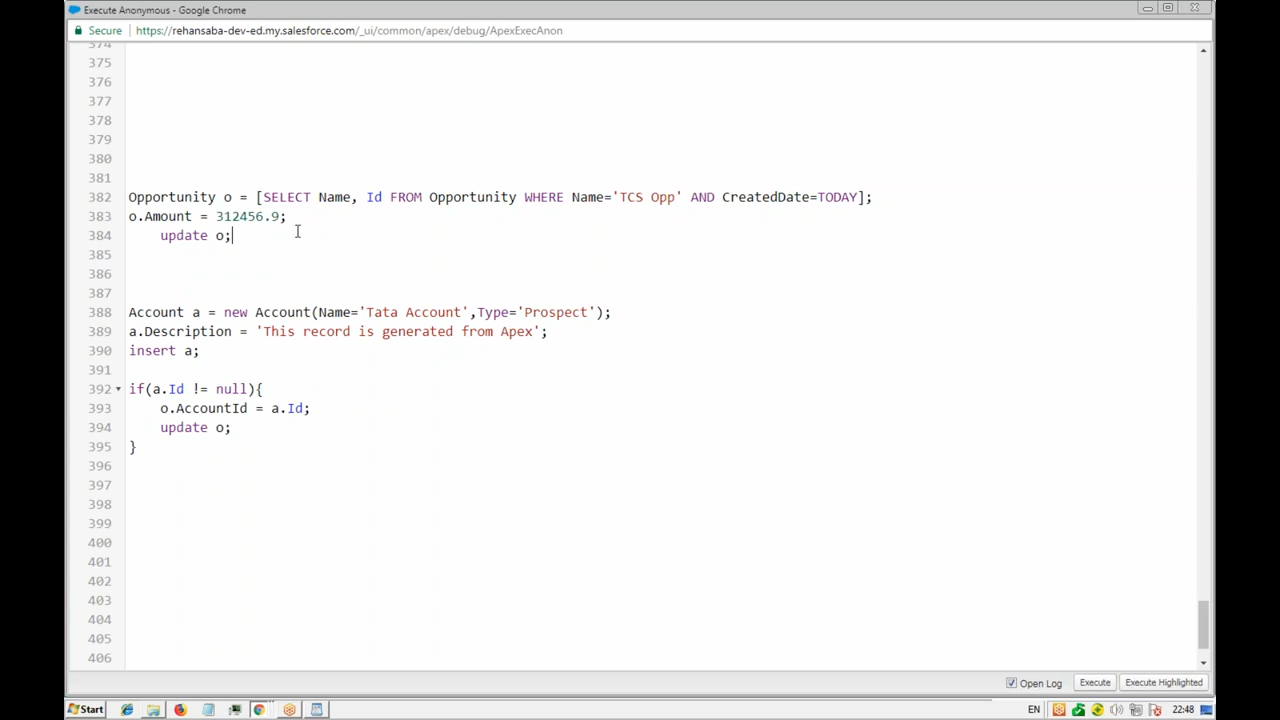 Execute Anonymous - Google Chrome
Secure https://rehansaba-dev-ed.my.salesforce.com/_ui/common/apex/debug/ApexExecAnon
374
375
376
377
378
379
380
381
382 Opportunity o = [SELECT Name, Id FROM Opportunity WHERE Name='TCS Opp' AND CreatedDate=TODAY];
383 o.Amount = 312456.9;
384 update o;
385
386
387
388 Account a = new Account(Name='Tata Account',Type='Prospect');
389 a.Description = 'This record is generated from Apex';
390 insert a;
391
392 if(a.Id != null){
393 o.AccountId = a.Id;
394 update o;
395 }
396
397
398
399
400
401
402
403
404
405
406
Open Log Execute Execute Highlighted
Start EN 22:48